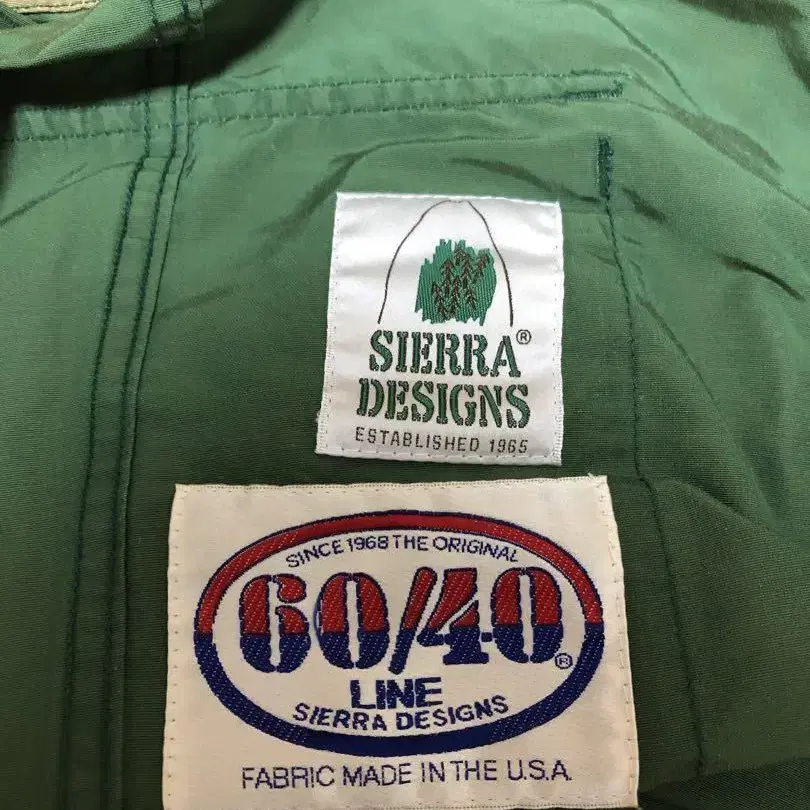 SIERRA®
DESIGNS
ESTABLISHED 1965
SINCE 1968 THE ORIGINAL
60/40®
LINE
SIERRA DESIGNS
FABRIC MADE IN THE U.S.A.